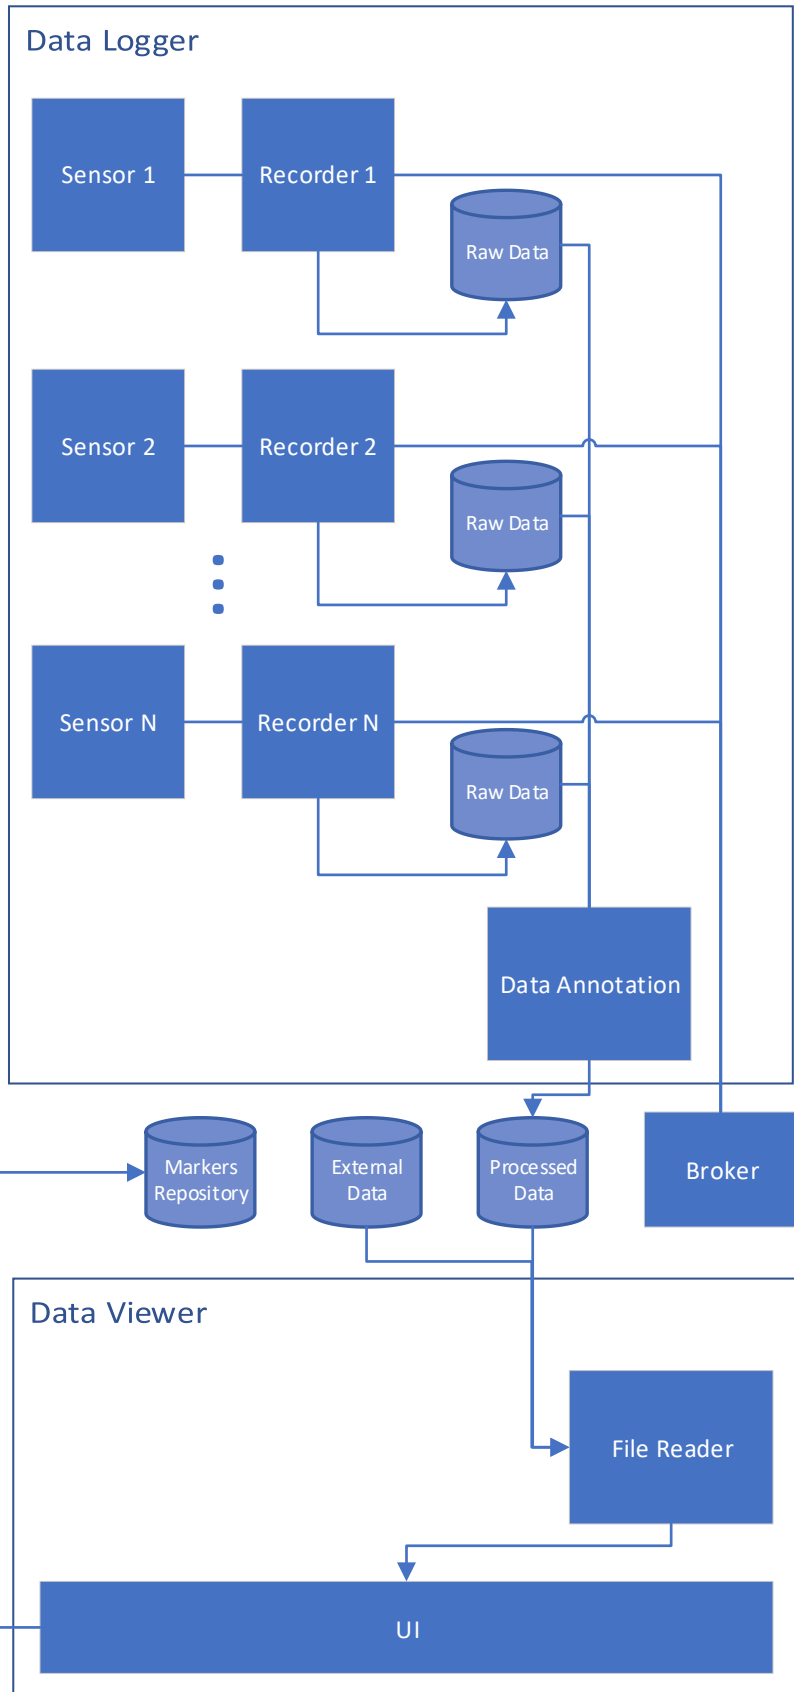 Data Logger
Sensor 1
Recorder 1
Raw Data
Sensor 2
Recorder 2
Raw Data
Sensor N
Recorder N
Raw Data
Data Annotation
Markers
Repository
External
Data
Processed
Data
Broker
Data Viewer
File Reader
UI